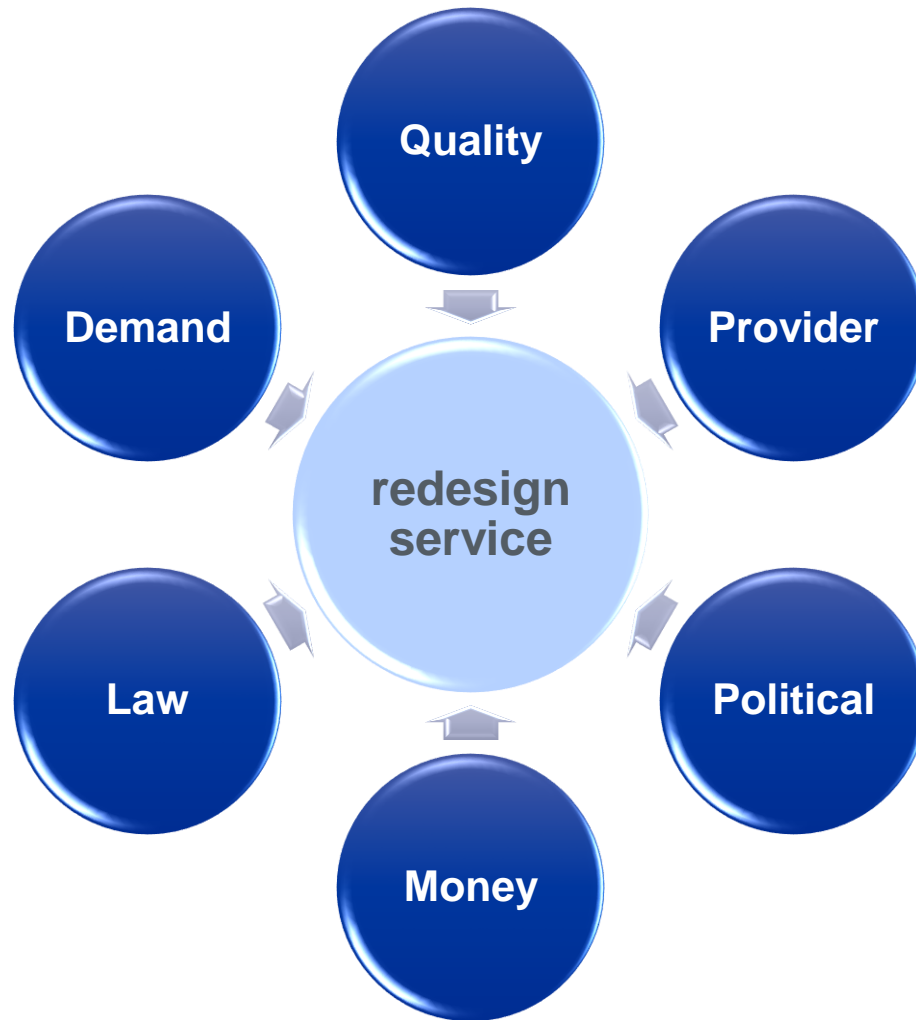 Quality
Demand
Provider
redesign
service
Law
Political
Money